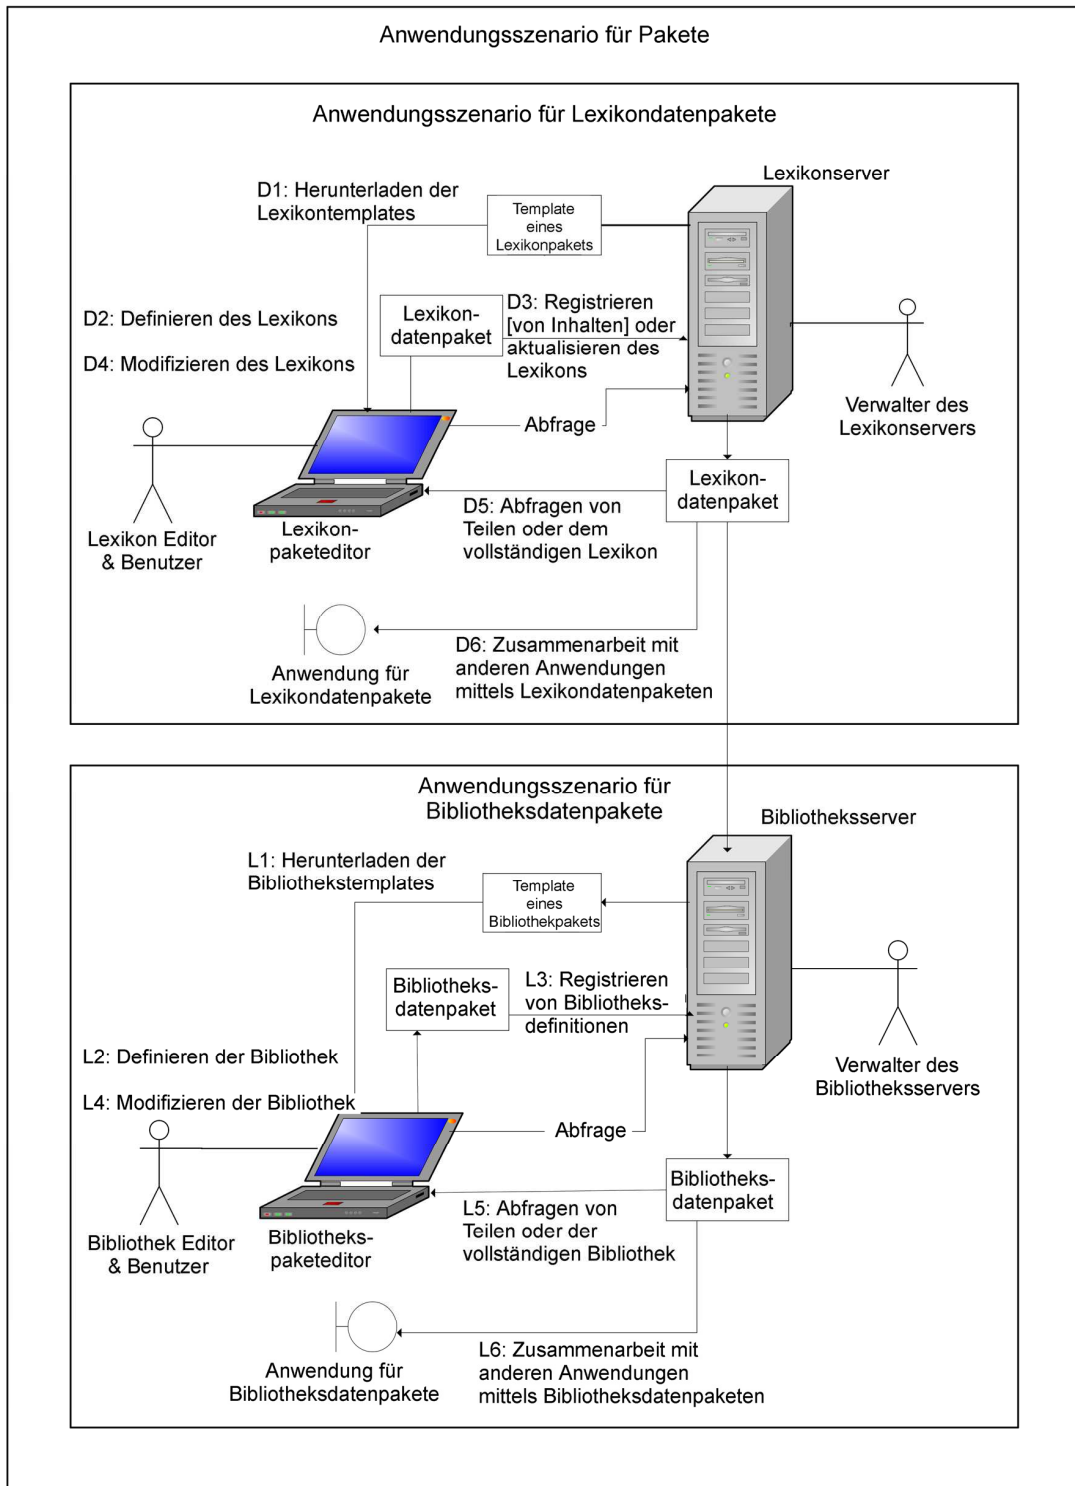 Anwendungsszenario für Pakete
Anwendungsszenario für Lexikondatenpakete
Lexikonserver
D1: Herunterladen der
Lexikontemplates
Template
eines
Lexikonpakets
D2: Definieren des Lexikons
D4: Modifizieren des Lexikons
Lexikon-
datenpaket
D3: Registrieren
[von Inhalten] oder
aktualisieren des
Lexikons
Verwalter des
Lexikonservers
Abfrage
Lexikon-
datenpaket
Lexikon Editor
& Benutzer
Lexikon-
paketeditor
D5: Abfragen von
Teilen oder dem
vollständigen Lexikon
Anwendung für
Lexikondatenpakete
D6: Zusammenarbeit mit
anderen Anwendungen
mittels Lexikondatenpaketen
Anwendungsszenario für
Bibliotheksdatenpakete
Bibliotheksserver
L1: Herunterladen der
Bibliothekstemplates
Template
eines
Bibliothekpakets
Bibliotheks-
datenpaket
L3: Registrieren
von Bibliotheks-
definitionen
L2: Definieren der Bibliothek
L4: Modifizieren der Bibliothek
Verwalter des
Bibliotheksservers
Abfrage
Bibliotheks-
datenpaket
Bibliothek Editor
& Benutzer
Bibliotheks-
paketeditor
L5: Abfragen von
Teilen oder der
vollständigen Bibliothek
Anwendung für
Bibliotheksdatenpakete
L6: Zusammenarbeit mit
anderen Anwendungen
mittels Bibliotheksdatenpaketen